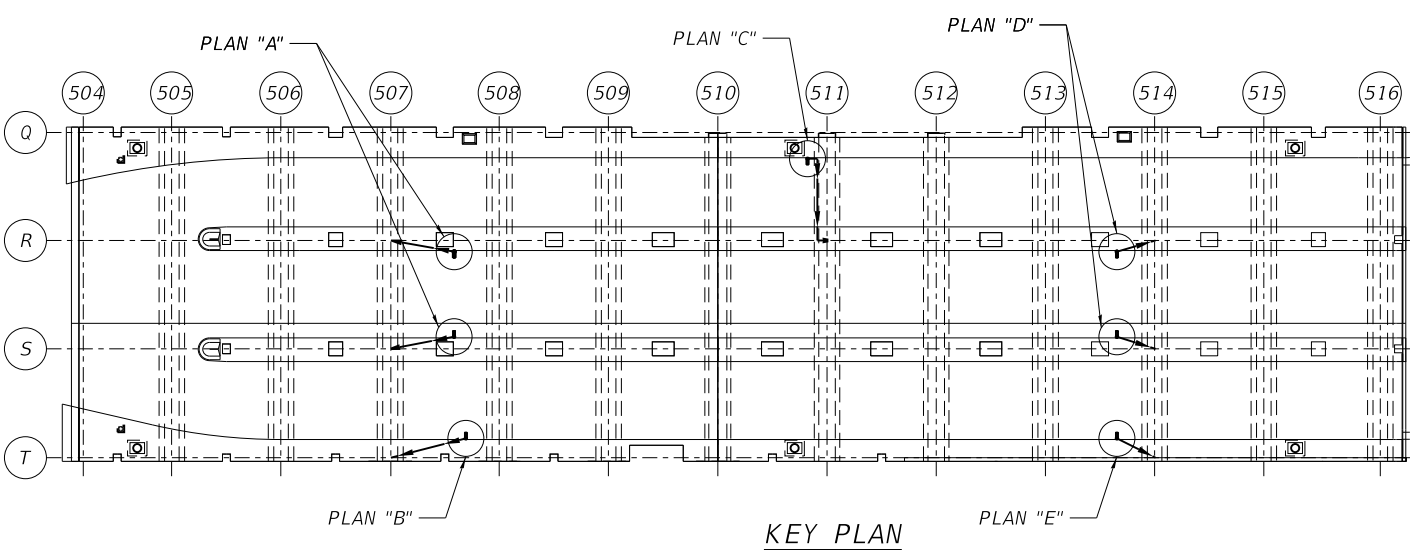 PLAN "D"
PLAN "A"
PLAN "C"
504 505 506 507 508 509 510 511 512 513 514 515 516
Q
R
S
T
PLAN "B"
PLAN "E"
KEY PLAN